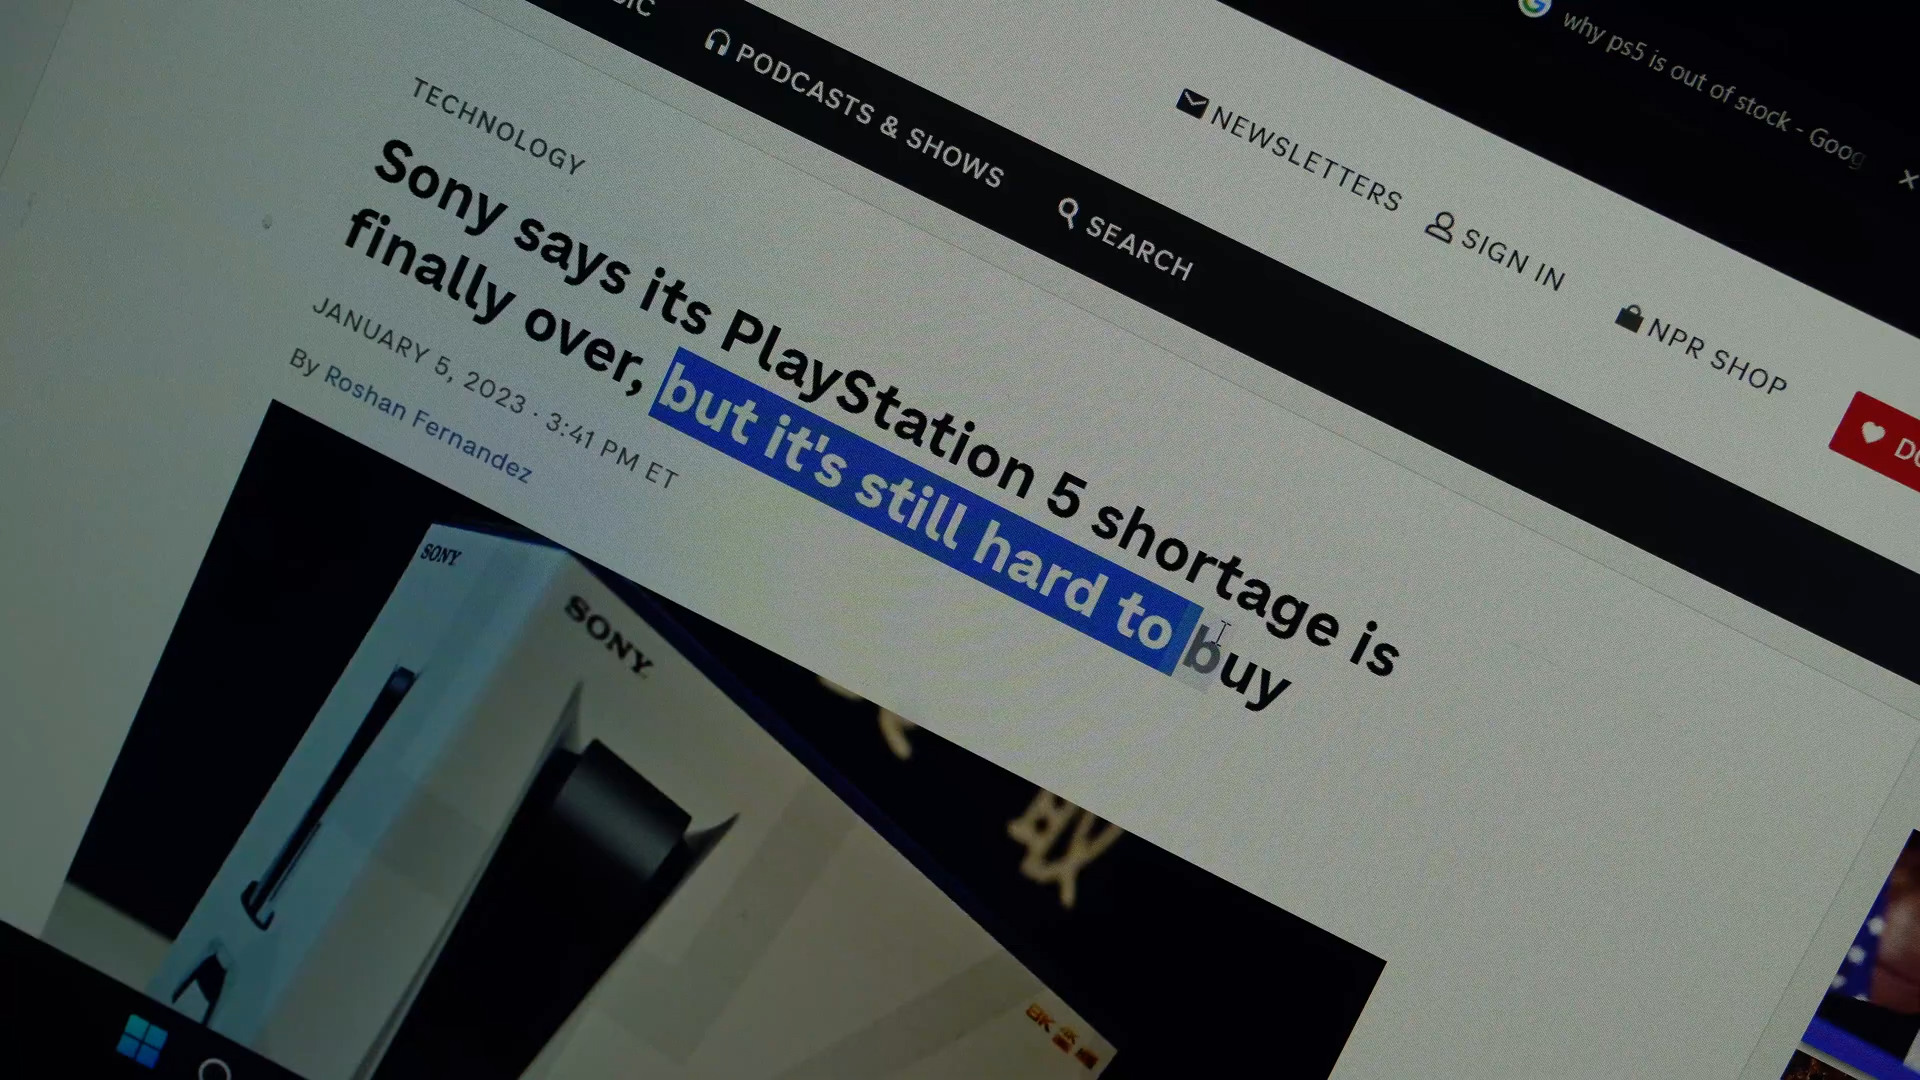 why ps5 is out of stock - Goog
NEWSLETTERS
SIGN IN
NPR SHOP
PODCASTS & SHOWS
SEARCH
TECHNOLOGY
Sony says its PlayStation 5 shortage is
finally over, but it's still hard to buy
JANUARY 5, 2023 · 3:41 PM ET
By Roshan Fernandez
SONY
SONY
8K 4K